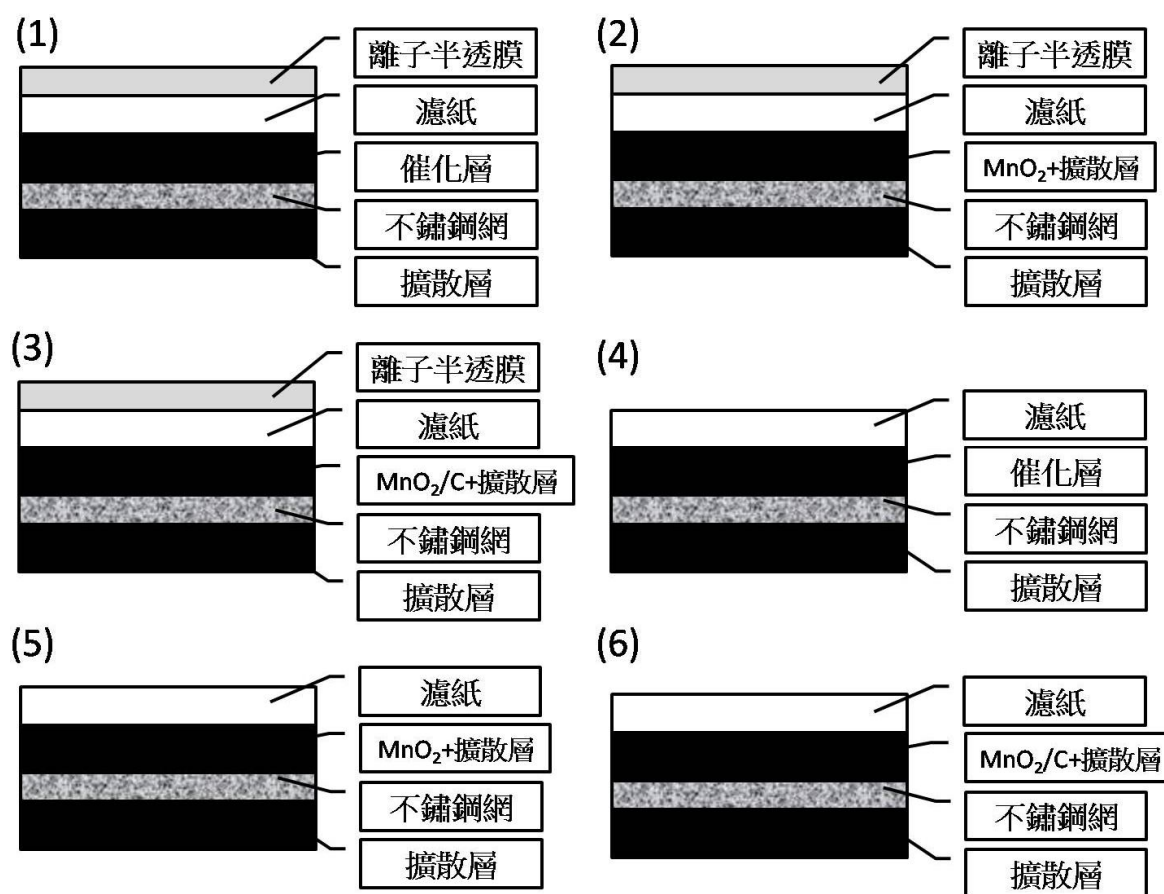 (1)
離子半透膜
濾紙
催化層
不鏽鋼網
擴散層
(2)
離子半透膜
濾紙
MnO₂+擴散層
不鏽鋼網
擴散層
(3)
離子半透膜
濾紙
MnO₂/C+擴散層
不鏽鋼網
擴散層
(4)
濾紙
催化層
不鏽鋼網
擴散層
(5)
濾紙
MnO₂+擴散層
不鏽鋼網
擴散層
(6)
濾紙
MnO₂/C+擴散層
不鏽鋼網
擴散層